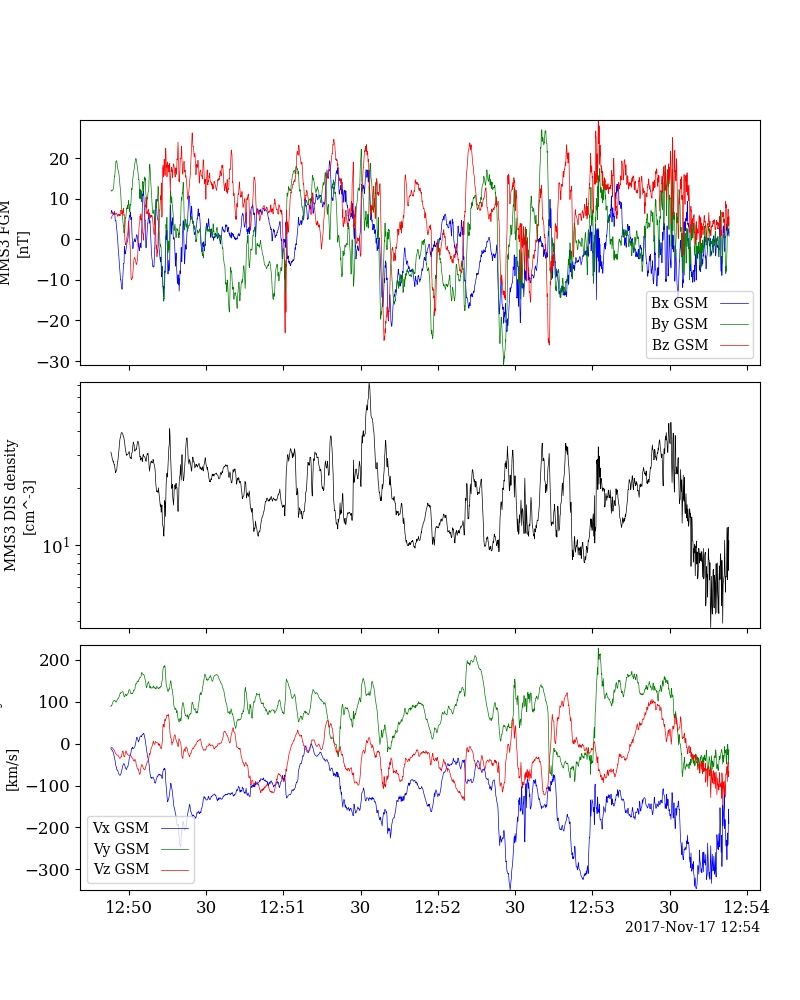 20
10
0
−10
−20
−30
MMS3 FGM
[nT]
Bx GSM
By GSM
Bz GSM
10^1
MMS3 DIS density
[cm^-3]
200
100
0
−100
−200
−300
[km/s]
Vx GSM
Vy GSM
Vz GSM
12:50 30 12:51 30 12:52 30 12:53 30 12:54
2017-Nov-17 12:54